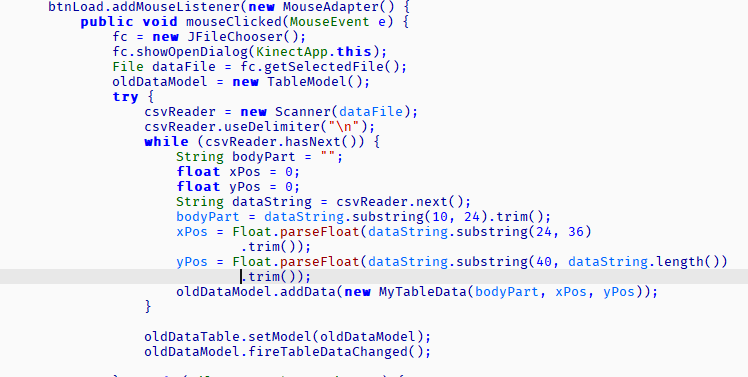 btnLoad.addMouseListener(new MouseAdapter() {
public void mouseClicked(MouseEvent e) {
fc = new JFileChooser();
fc.showOpenDialog(KinectApp.this);
File dataFile = fc.getSelectedFile();
oldDataModel = new TableModel();
try {
csvReader = new Scanner(dataFile);
csvReader.useDelimiter("\n");
while (csvReader.hasNext()) {
String bodyPart = "";
float xPos = 0;
float yPos = 0;
String dataString = csvReader.next();
bodyPart = dataString.substring(10, 24).trim();
xPos = Float.parseFloat(dataString.substring(24, 36)
.trim());
yPos = Float.parseFloat(dataString.substring(40, dataString.length())
.trim());
oldDataModel.addData(new MyTableData(bodyPart, xPos, yPos));
}
oldDataTable.setModel(oldDataModel);
oldDataModel.fireTableDataChanged();